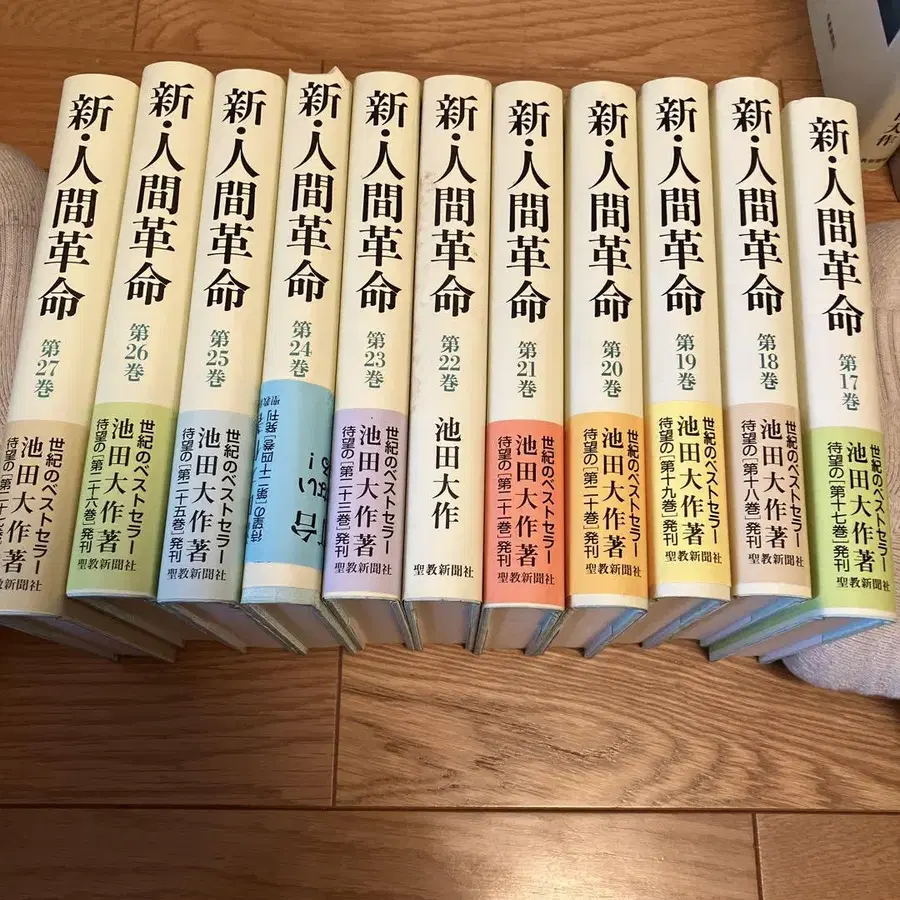 新・人間革命
第27巻
世紀のベストセラー
池田大作著
聖教新聞社
新・人間革命
第26巻
世紀のベストセラー
池田大作著
待望の[第二十六巻]発刊
聖教新聞社
新・人間革命
第25巻
世紀のベストセラー
池田大作著
待望の[第二十五巻]発刊
聖教新聞社
新・人間革命
第24巻
新・人間革命
第23巻
世紀のベストセラー
池田大作著
待望の[第二十三巻]発刊
聖教新聞社
新・人間革命
第22巻
池田大作
聖教新聞社
新・人間革命
第21巻
世紀のベストセラー
池田大作著
待望の[第二十一巻]発刊
聖教新聞社
新・人間革命
第20巻
世紀のベストセラー
池田大作著
待望の[第二十巻]発刊
聖教新聞社
新・人間革命
第19巻
世紀のベストセラー
池田大作著
待望の[第十九巻]発刊
聖教新聞社
新・人間革命
第18巻
世紀のベストセラー
池田大作著
待望の[第十八巻]発刊
聖教新聞社
新・人間革命
第17巻
世紀のベストセラー
池田大作著
待望の[第十七巻]発刊
聖教新聞社